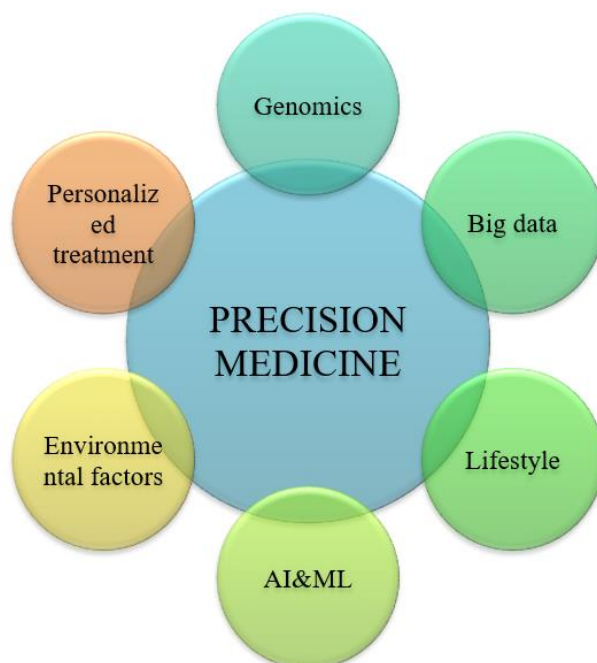 Genomics
Personaliz
ed
treatment
Big data
PRECISION
MEDICINE
Environme
ntal factors
Lifestyle
AI&ML